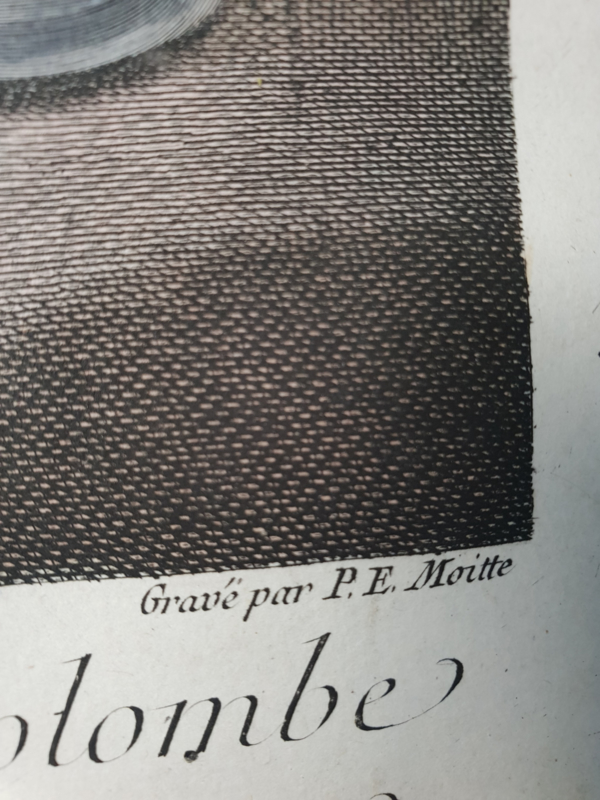 Gravé par P. E. Moitte
olombe